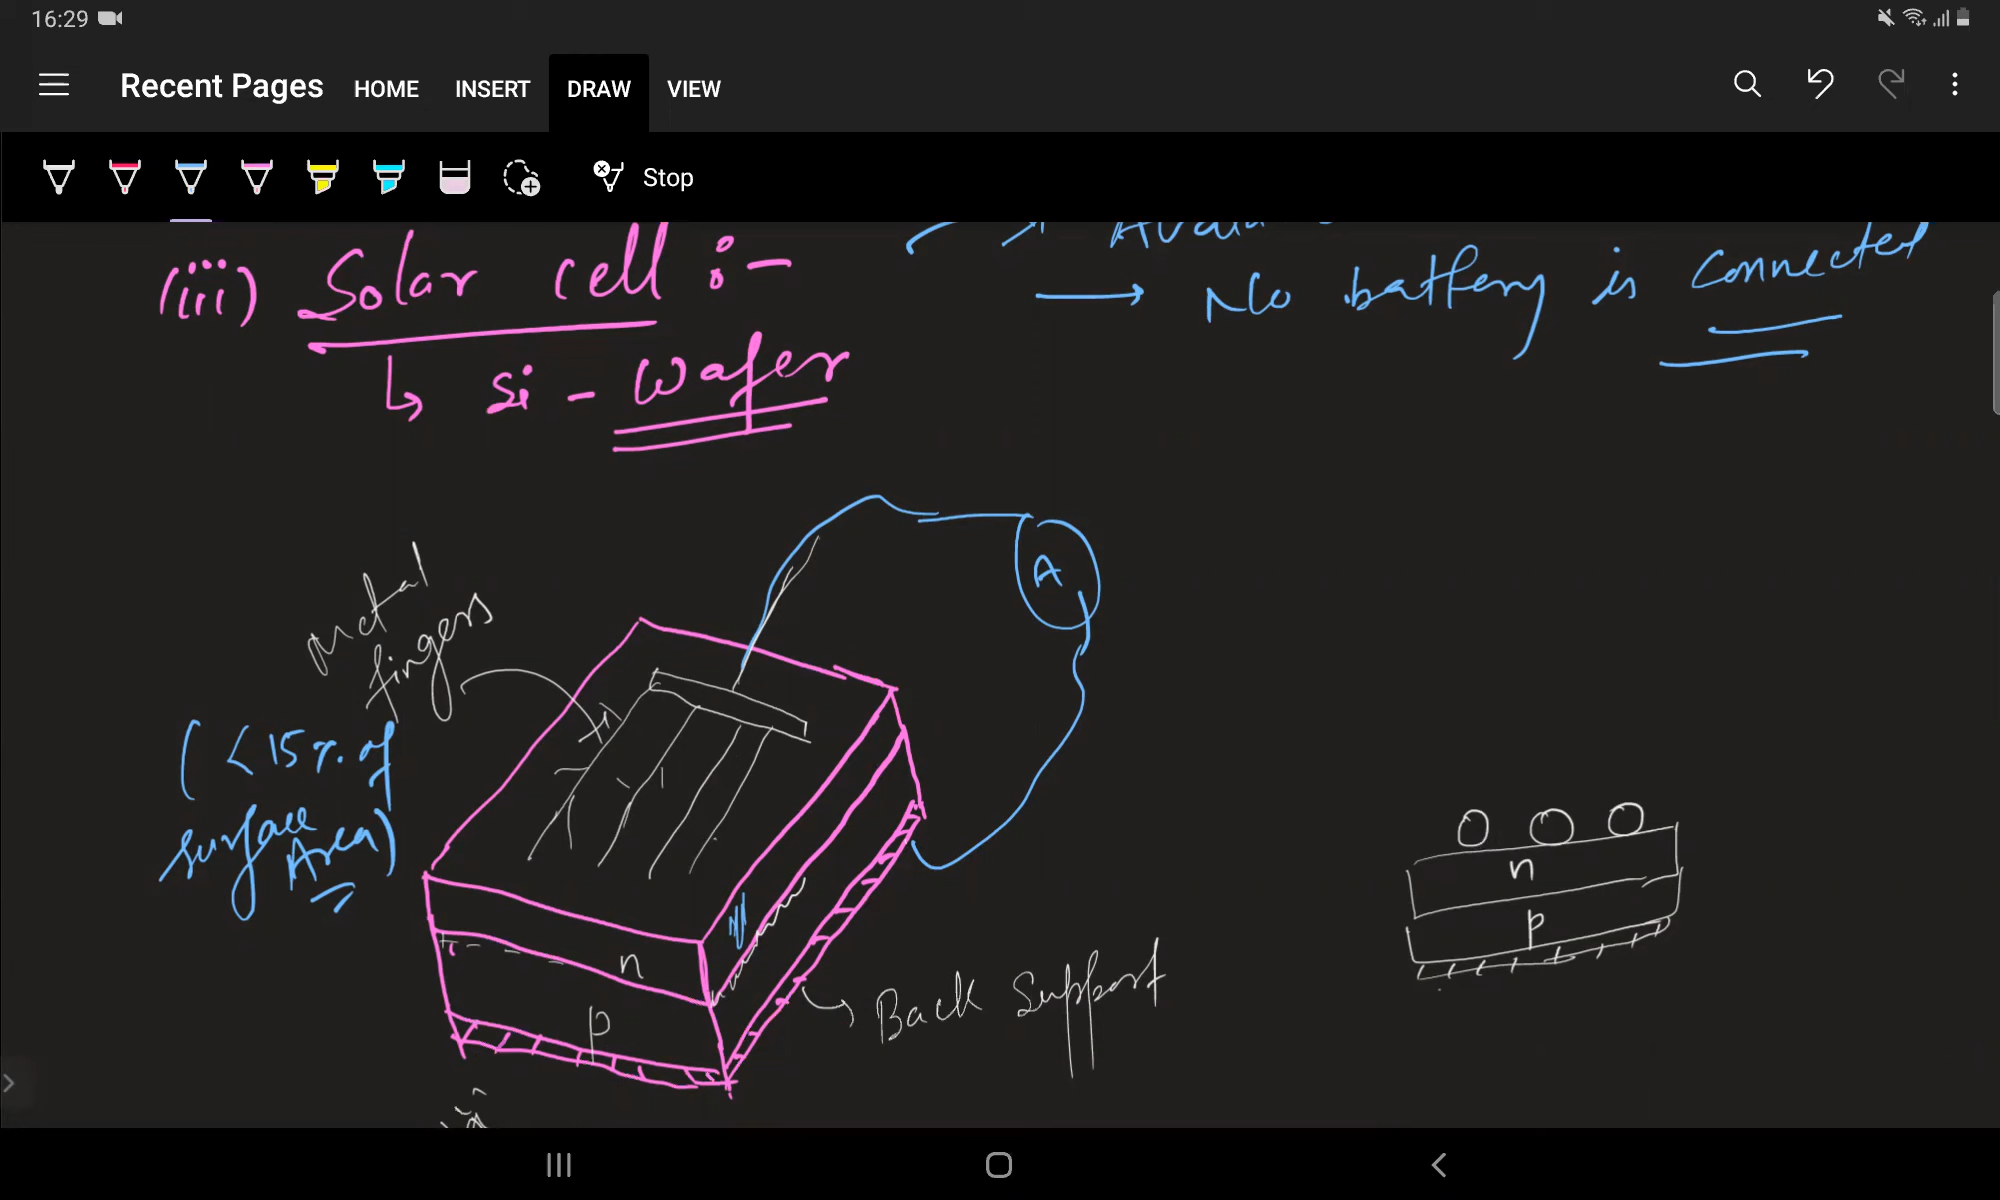 16:29
Recent Pages HOME INSERT DRAW VIEW
Stop
(iii) Solar cell :-
→ No battery is connected
↳ Si - wafer
A
Metal
fingers
( < 15 % of
surface
Area)
n
p
N
Back Support
n
p